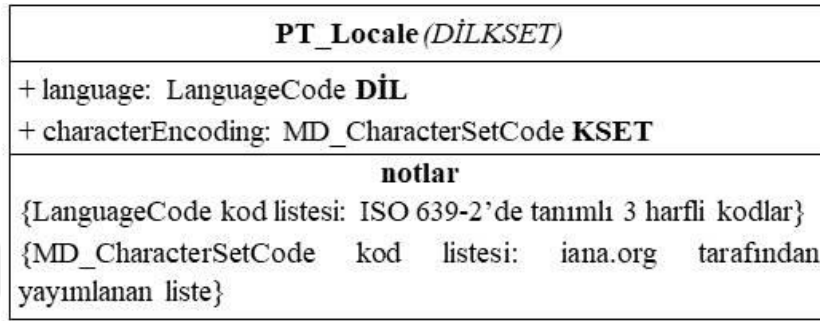 PT_Locale (DİLKSET)
+ language: LanguageCode DİL
+ characterEncoding: MD_CharacterSetCode KSET
notlar
{LanguageCode kod listesi: ISO 639-2’de tanımlı 3 harfli kodlar}
{MD_CharacterSetCode kod listesi: iana.org tarafından
yayımlanan liste}